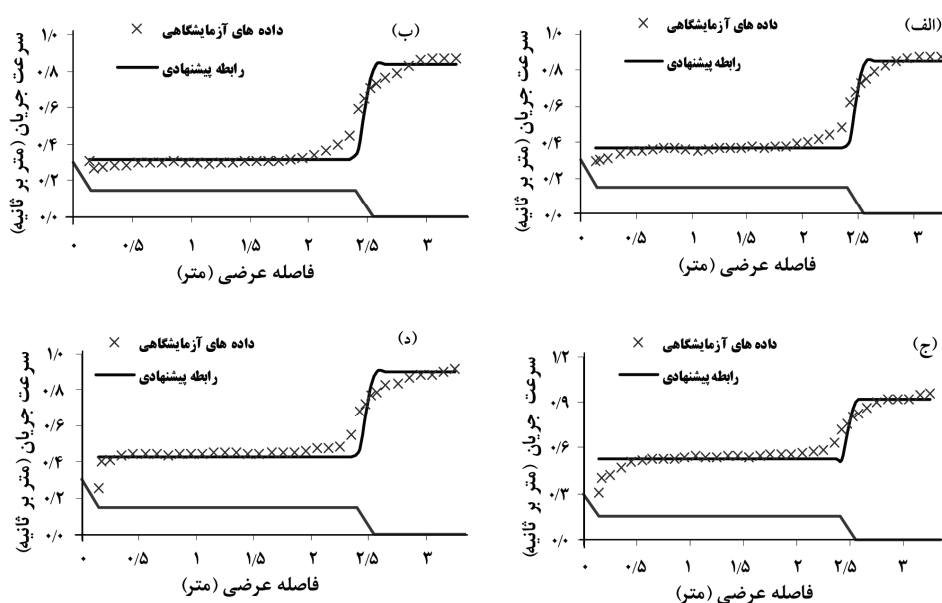 (الف)
داده های آزمایشگاهی
رابطه پیشنهادی
سرعت جریان (متر بر ثانیه)
۱/۰
۰/۸
۰/۶
۰/۴
۰/۲
۰/۰
۰ ۰/۵ ۱ ۱/۵ ۲ ۲/۵ ۳
فاصله عرضی (متر)
(ب)
داده های آزمایشگاهی
رابطه پیشنهادی
سرعت جریان (متر بر ثانیه)
۱/۰
۰/۸
۰/۶
۰/۴
۰/۲
۰/۰
۰ ۰/۵ ۱ ۱/۵ ۲ ۲/۵ ۳
فاصله عرضی (متر)
(ج)
داده های آزمایشگاهی
رابطه پیشنهادی
سرعت جریان (متر بر ثانیه)
۱/۲
۰/۹
۰/۶
۰/۳
۰/۰
۰ ۰/۵ ۱ ۱/۵ ۲ ۲/۵ ۳
فاصله عرضی (متر)
(د)
داده های آزمایشگاهی
رابطه پیشنهادی
سرعت جریان (متر بر ثانیه)
۱/۰
۰/۸
۰/۶
۰/۴
۰/۲
۰/۰
۰ ۰/۵ ۱ ۱/۵ ۲ ۲/۵ ۳
فاصله عرضی (متر)